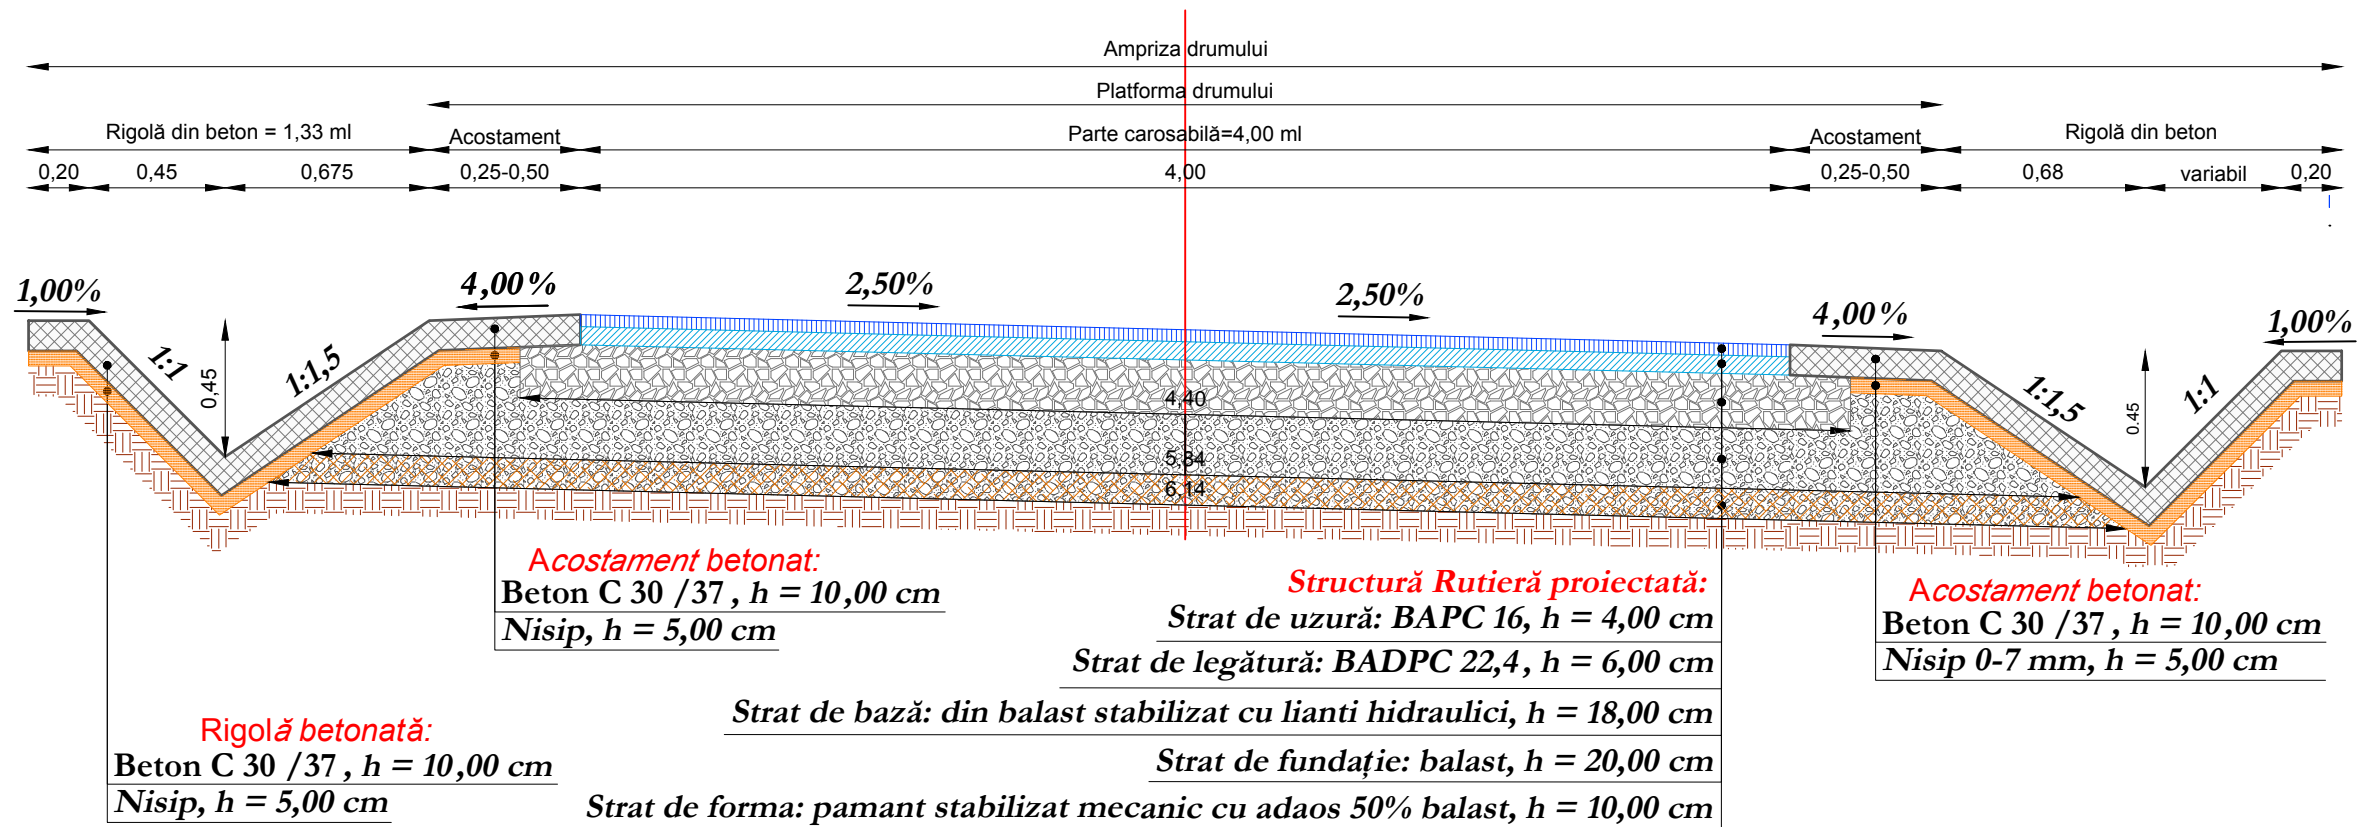 Ampriza drumului
Platforma drumului
Rigolă din beton = 1,33 ml
Acostament
Parte carosabilă=4,00 ml
Acostament
Rigolă din beton
0,20
0,45
0,675
0,25-0,50
4,00
0,25-0,50
0,68
variabil
0,20
1,00%
4,00%
2,50%
2,50%
4,00%
1,00%
1:1
0,45
1:1,5
4,40
5,84
6,14
1:1,5
0.45
1:1
Acostament betonat:
Beton C 30 /37 , h = 10,00 cm
Nisip, h = 5,00 cm
Structură Rutieră proiectată:
Strat de uzură: BAPC 16, h = 4,00 cm
Strat de legătură: BADPC 22,4, h = 6,00 cm
Strat de bază: din balast stabilizat cu lianti hidraulici, h = 18,00 cm
Strat de fundație: balast, h = 20,00 cm
Strat de forma: pamant stabilizat mecanic cu adaos 50% balast, h = 10,00 cm
Acostament betonat:
Beton C 30 /37 , h = 10,00 cm
Nisip 0-7 mm, h = 5,00 cm
Rigolă betonată:
Beton C 30 /37 , h = 10,00 cm
Nisip, h = 5,00 cm